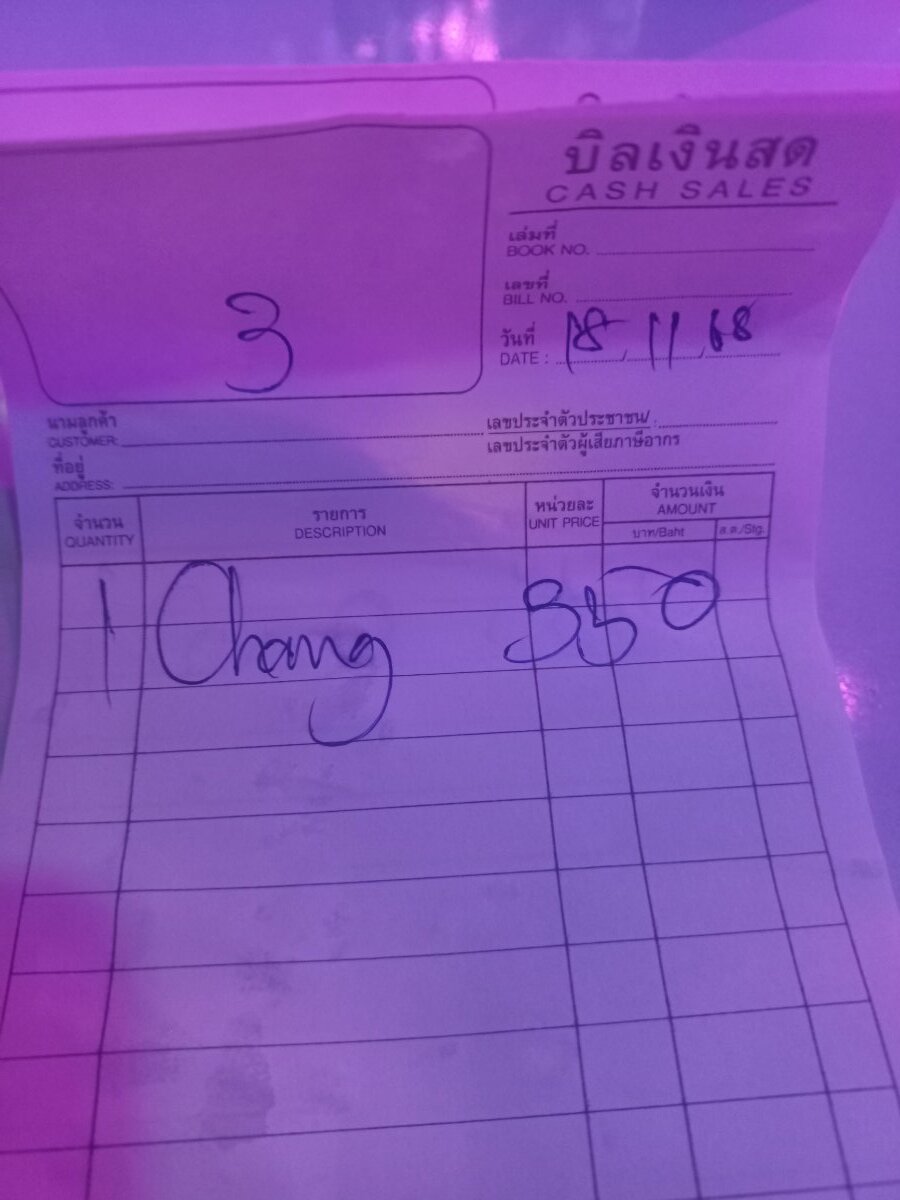 บิลเงินสด
CASH SALES
เล่มที่
BOOK NO.
เลขที่
BILL NO.
3
วันที่ 18/11/68
DATE :
นามลูกค้า
CUSTOMER:
เลขประจำตัวประชาชน/
เลขประจำตัวผู้เสียภาษีอากร
ที่อยู่
ADDRESS:
จำนวน รายการ หน่วยละ จำนวนเงิน
QUANTITY DESCRIPTION UNIT PRICE AMOUNT
บาท/Baht ส.ต./Stg.
1 Chang 350